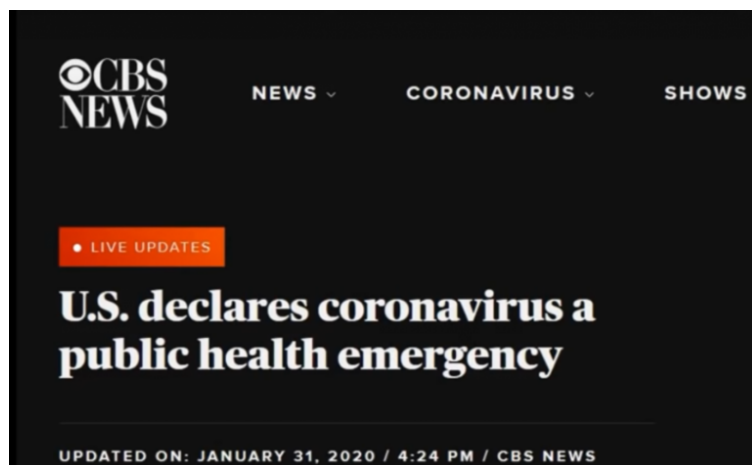 CBS NEWS
NEWS CORONAVIRUS SHOWS
LIVE UPDATES
U.S. declares coronavirus a
public health emergency
UPDATED ON: JANUARY 31, 2020 / 4:24 PM / CBS NEWS